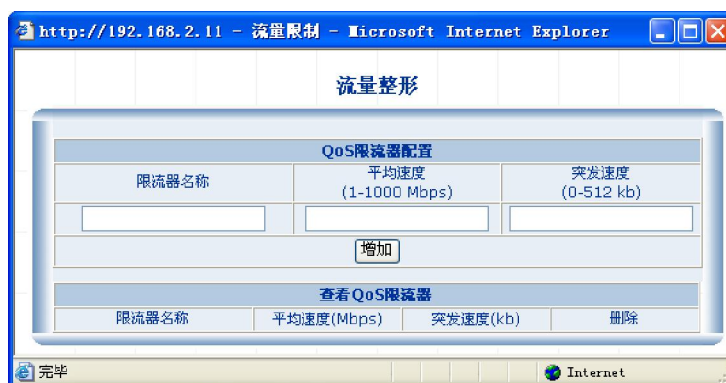 http://192.168.2.11 - 流量限制 - Microsoft Internet Explorer
流量整形
QoS限流器配置
限流器名称 平均速度 突发速度
(1-1000 Mbps) (0-512 kb)
增加
查看QoS限流器
限流器名称 平均速度(Mbps) 突发速度(kb) 删除
完毕 Internet